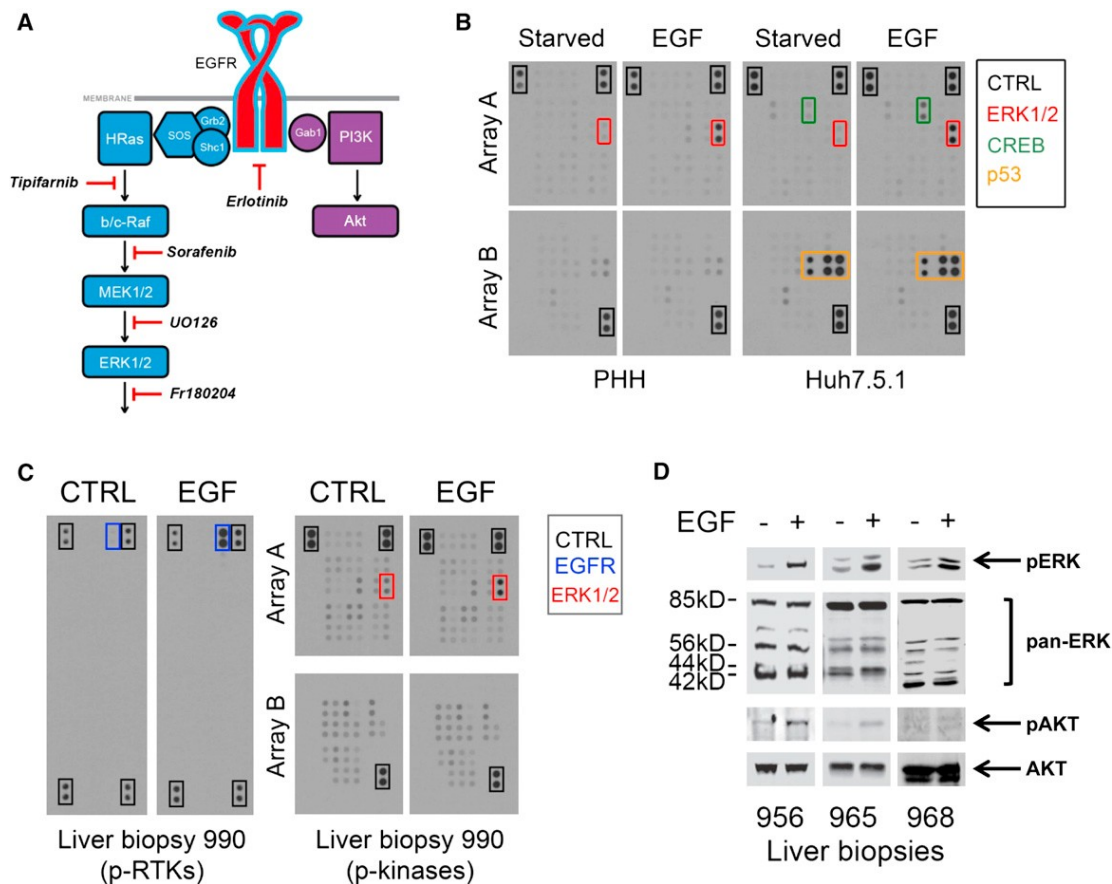 A
EGFR
MEMBRANE
HRas
SOS
Grb2
Shc1
Gab1
PI3K
Tipifarnib
Erlotinib
b/c-Raf
Akt
Sorafenib
MEK1/2
UO126
ERK1/2
Fr180204
B
Starved EGF Starved EGF
Array A
Array B
CTRL
ERK1/2
CREB
p53
PHH Huh7.5.1
C
CTRL EGF CTRL EGF
Array A
Array B
CTRL
EGFR
ERK1/2
Liver biopsy 990 Liver biopsy 990
(p-RTKs) (p-kinases)
D
EGF - + - + - +
pERK
85kD-
56kD-
44kD-
42kD-
pan-ERK
pAKT
AKT
956 965 968
Liver biopsies